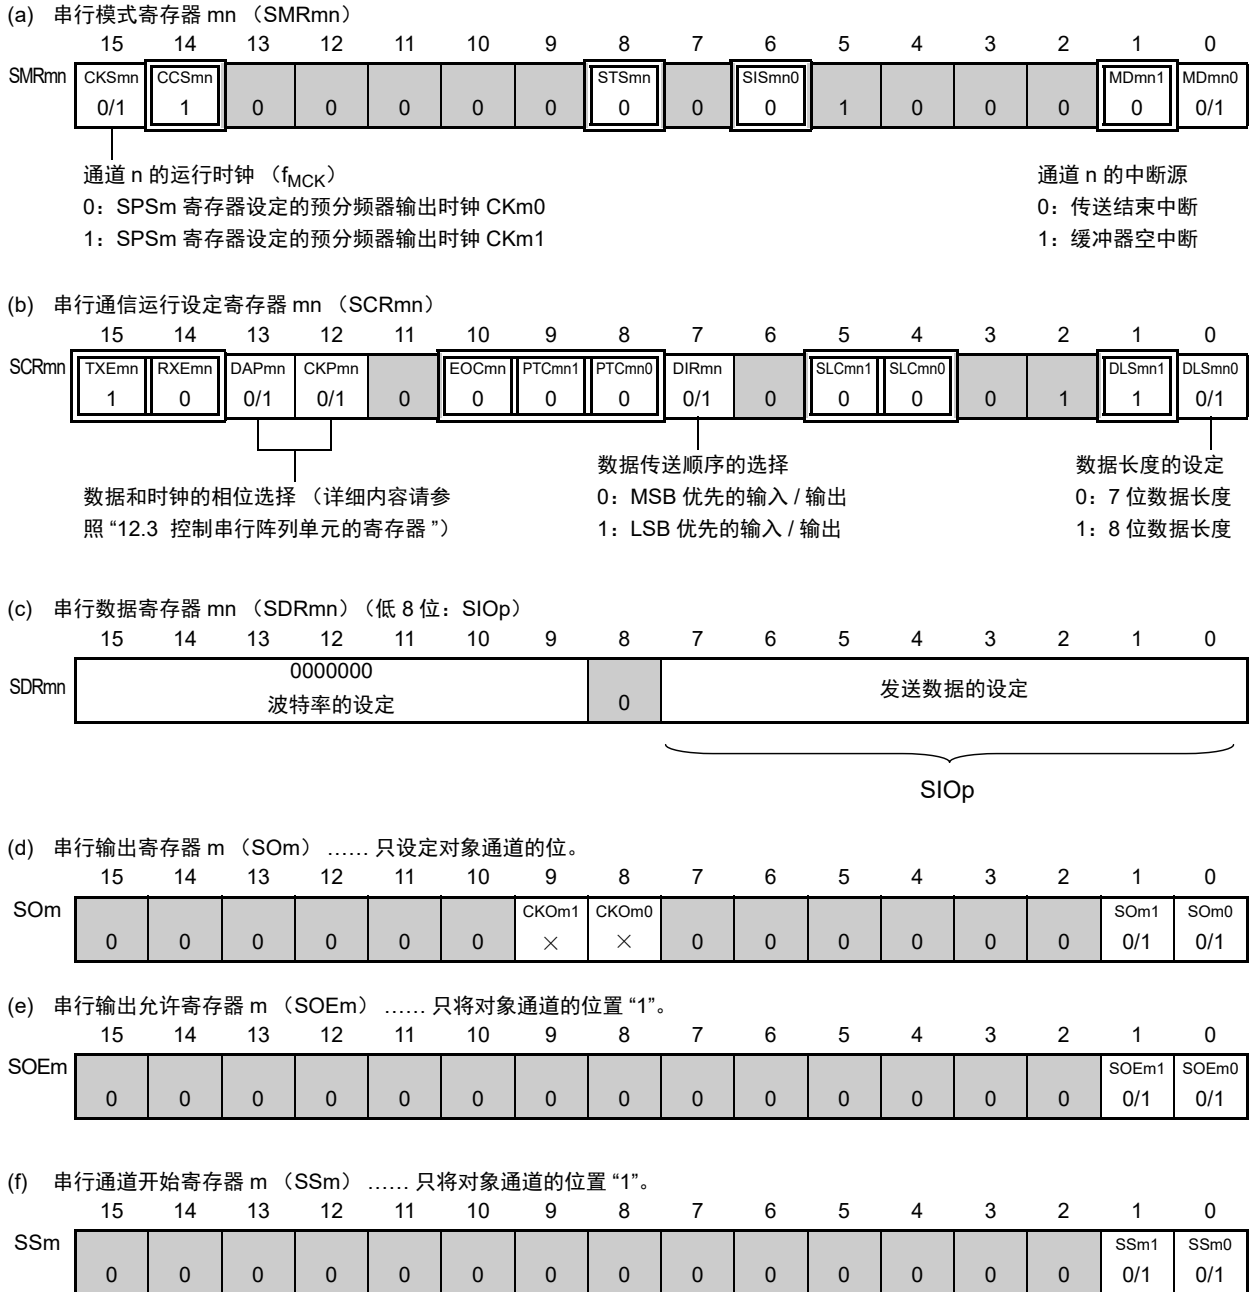 (a) 串行模式寄存器 mn （SMRmn）
15 14 13 12 11 10 9 8 7 6 5 4 3 2 1 0
SMRmn CKSmn CCSmn STSmn SISmn0 MDmn1 MDmn0
0/1 1 0 0 0 0 0 0 0 0 1 0 0 0 0 0/1
通道 n 的运行时钟 （fMCK）
0：SPSm 寄存器设定的预分频器输出时钟 CKm0
1：SPSm 寄存器设定的预分频器输出时钟 CKm1
通道 n 的中断源
0：传送结束中断
1：缓冲器空中断
(b) 串行通信运行设定寄存器 mn （SCRmn）
15 14 13 12 11 10 9 8 7 6 5 4 3 2 1 0
SCRmn TXEmn RXEmn DAPmn CKPmn EOCmn PTCmn1 PTCmn0 DIRmn SLCmn1 SLCmn0 DLSmn1 DLSmn0
1 0 0/1 0/1 0 0 0 0 0/1 0 0 0 0 1 1 0/1
数据和时钟的相位选择 （详细内容请参
照 “12.3 控制串行阵列单元的寄存器 ”）
数据传送顺序的选择
0：MSB 优先的输入 / 输出
1：LSB 优先的输入 / 输出
数据长度的设定
0：7 位数据长度
1：8 位数据长度
(c) 串行数据寄存器 mn （SDRmn）（低 8 位：SIOp）
15 14 13 12 11 10 9 8 7 6 5 4 3 2 1 0
SDRmn 0000000
波特率的设定 0 发送数据的设定
SIOp
(d) 串行输出寄存器 m （SOm） …… 只设定对象通道的位。
15 14 13 12 11 10 9 8 7 6 5 4 3 2 1 0
SOm CKOm1 CKOm0 SOm1 SOm0
0 0 0 0 0 0 × × 0 0 0 0 0 0 0/1 0/1
(e) 串行输出允许寄存器 m （SOEm） …… 只将对象通道的位置 “1”。
15 14 13 12 11 10 9 8 7 6 5 4 3 2 1 0
SOEm SOEm1 SOEm0
0 0 0 0 0 0 0 0 0 0 0 0 0 0 0/1 0/1
(f) 串行通道开始寄存器 m （SSm） …… 只将对象通道的位置 “1”。
15 14 13 12 11 10 9 8 7 6 5 4 3 2 1 0
SSm SSm1 SSm0
0 0 0 0 0 0 0 0 0 0 0 0 0 0 0/1 0/1